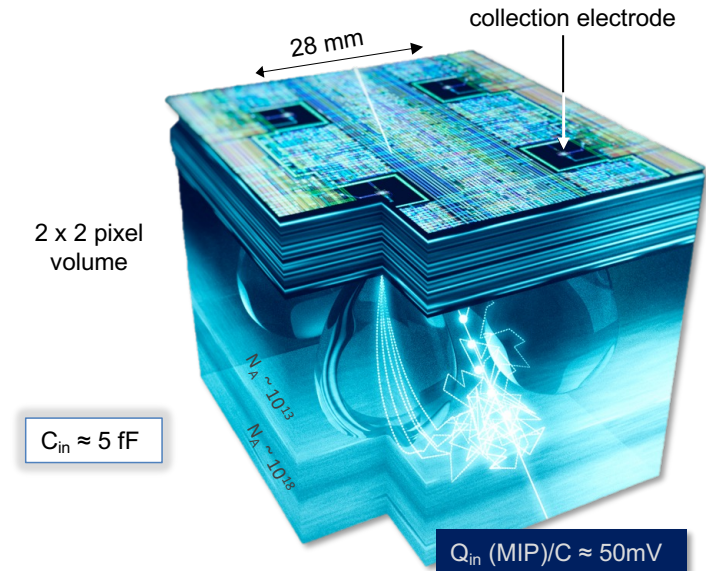 collection electrode
28 mm
2 x 2 pixel
volume
N_A ~ 10^13
C_in ≈ 5 fF
N_A ~ 10^18
Q_in (MIP)/C ≈ 50mV